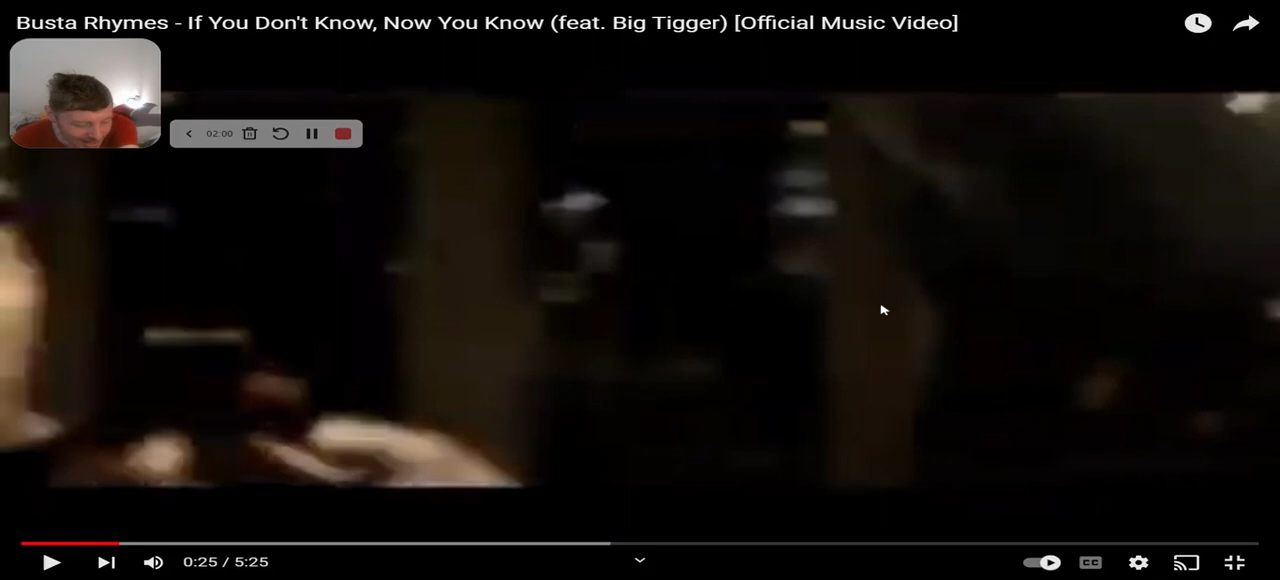 Busta Rhymes - If You Don't Know, Now You Know (feat. Big Tigger) [Official Music Video]
02:00
0:25 / 5:25
CC